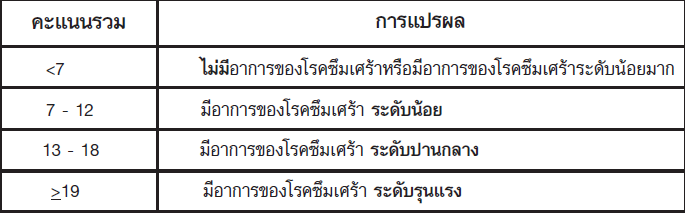 คะแนนรวม การแปรผล
<7 ไม่มีอาการของโรคซึมเศร้าหรือมีอาการของโรคซึมเศร้าระดับน้อยมาก
7 - 12 มีอาการของโรคซึมเศร้า ระดับน้อย
13 - 18 มีอาการของโรคซึมเศร้า ระดับปานกลาง
≥19 มีอาการของโรคซึมเศร้า ระดับรุนแรง